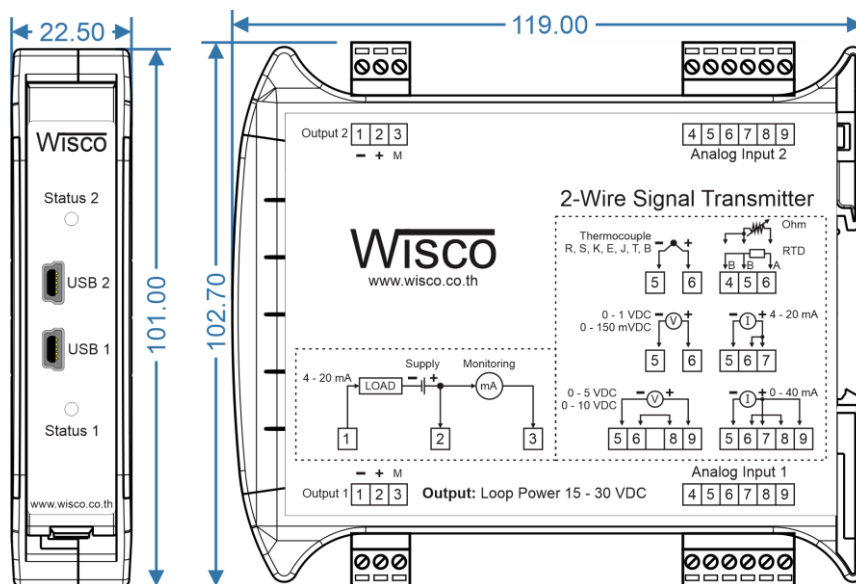 22.50
119.00
101.00
102.70
Wisco
Status 2
USB 2
USB 1
Status 1
www.wisco.co.th
Output 2 1 2 3
− + M
4 5 6 7 8 9
Analog Input 2
2-Wire Signal Transmitter
WISCO
www.wisco.co.th
Thermocouple
R, S, K, E, J, T, B
− +
5 6
Ohm
RTD
B B A
4 5 6
0 - 1 VDC
0 - 150 mVDC
− V +
5 6
− I + 4 - 20 mA
5 6 7
0 - 5 VDC
0 - 10 VDC
− V +
5 6 8 9
− I + 0 - 40 mA
5 6 7 8 9
4 - 20 mA
LOAD
Supply
− +
Monitoring
mA
1 2 3
− + M
Output 1 1 2 3
Output: Loop Power 15 - 30 VDC
Analog Input 1
4 5 6 7 8 9